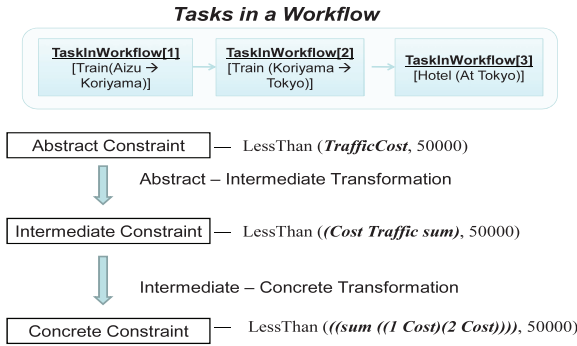 Tasks in a Workflow
TaskInWorkflow[1]
[Train(Aizu →
Koriyama)]
TaskInWorkflow[2]
[Train (Koriyama →
Tokyo)]
TaskInWorkflow[3]
[Hotel (At Tokyo)]
Abstract Constraint — LessThan (TrafficCost, 50000)
Abstract – Intermediate Transformation
Intermediate Constraint — LessThan ((Cost Traffic sum), 50000)
Intermediate – Concrete Transformation
Concrete Constraint — LessThan (((sum ((1 Cost)(2 Cost)))), 50000)